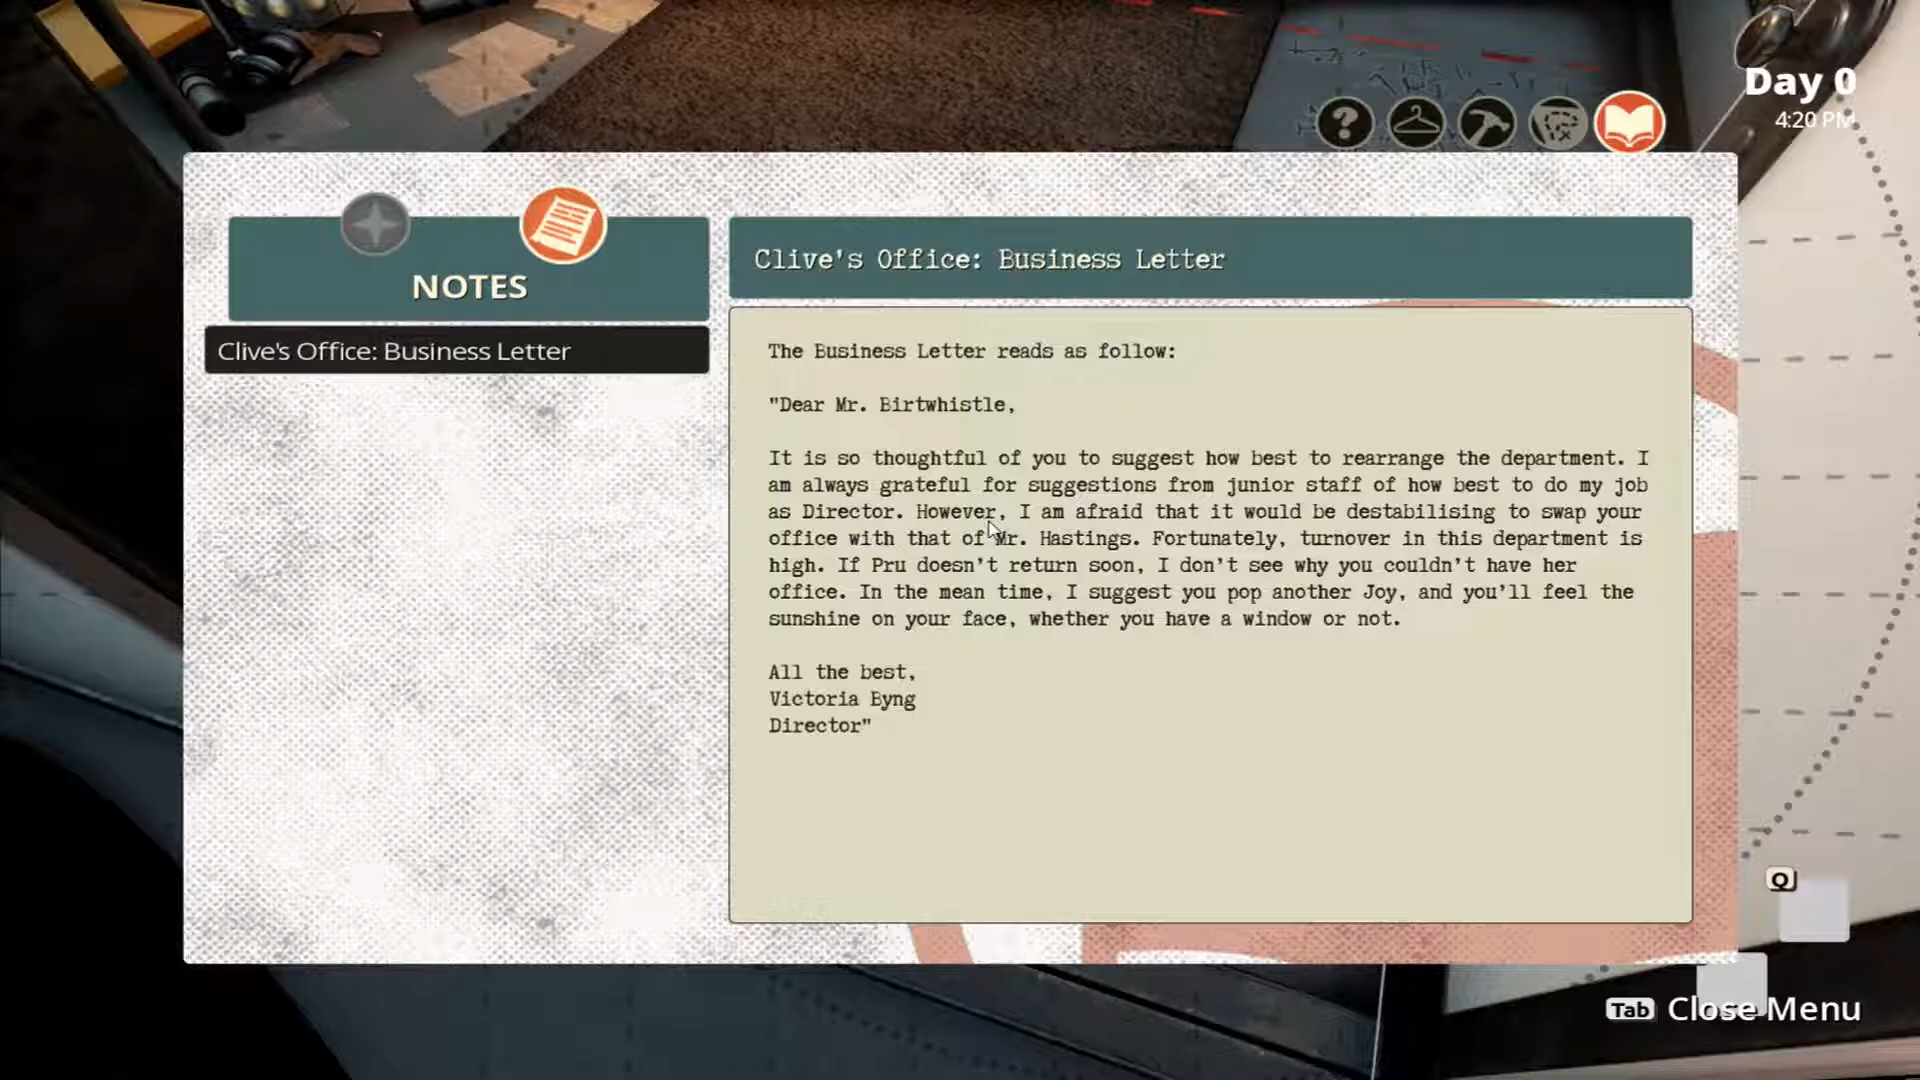 Day 0
4:20 PM
?
NOTES
Clive's Office: Business Letter
Clive's Office: Business Letter
The Business Letter reads as follow:
"Dear Mr. Birtwhistle,
It is so thoughtful of you to suggest how best to rearrange the department. I
am always grateful for suggestions from junior staff of how best to do my job
as Director. However, I am afraid that it would be destabilising to swap your
office with that of Mr. Hastings. Fortunately, turnover in this department is
high. If Pru doesn't return soon, I don't see why you couldn't have her
office. In the mean time, I suggest you pop another Joy, and you'll feel the
sunshine on your face, whether you have a window or not.
All the best,
Victoria Byng
Director"
Q
Tab Close Menu